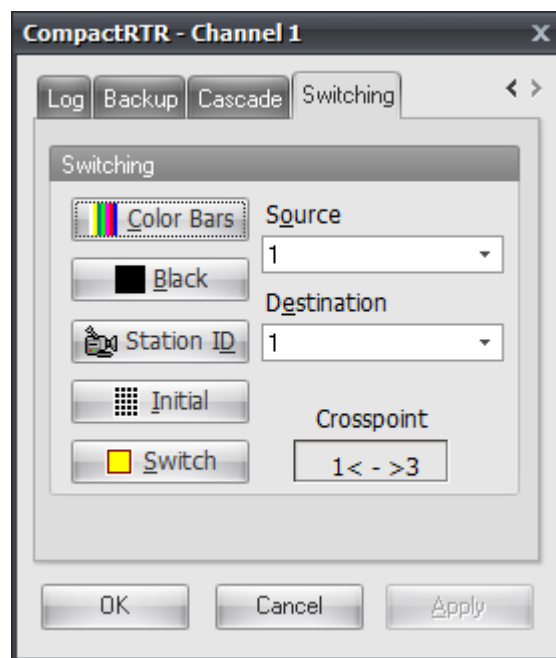 CompactRTR - Channel 1 x
Log Backup Cascade Switching < >
Switching
Color Bars
Source
1
Black
Destination
Station ID
1
Initial
Crosspoint
Switch
1< - >3
OK Cancel Apply